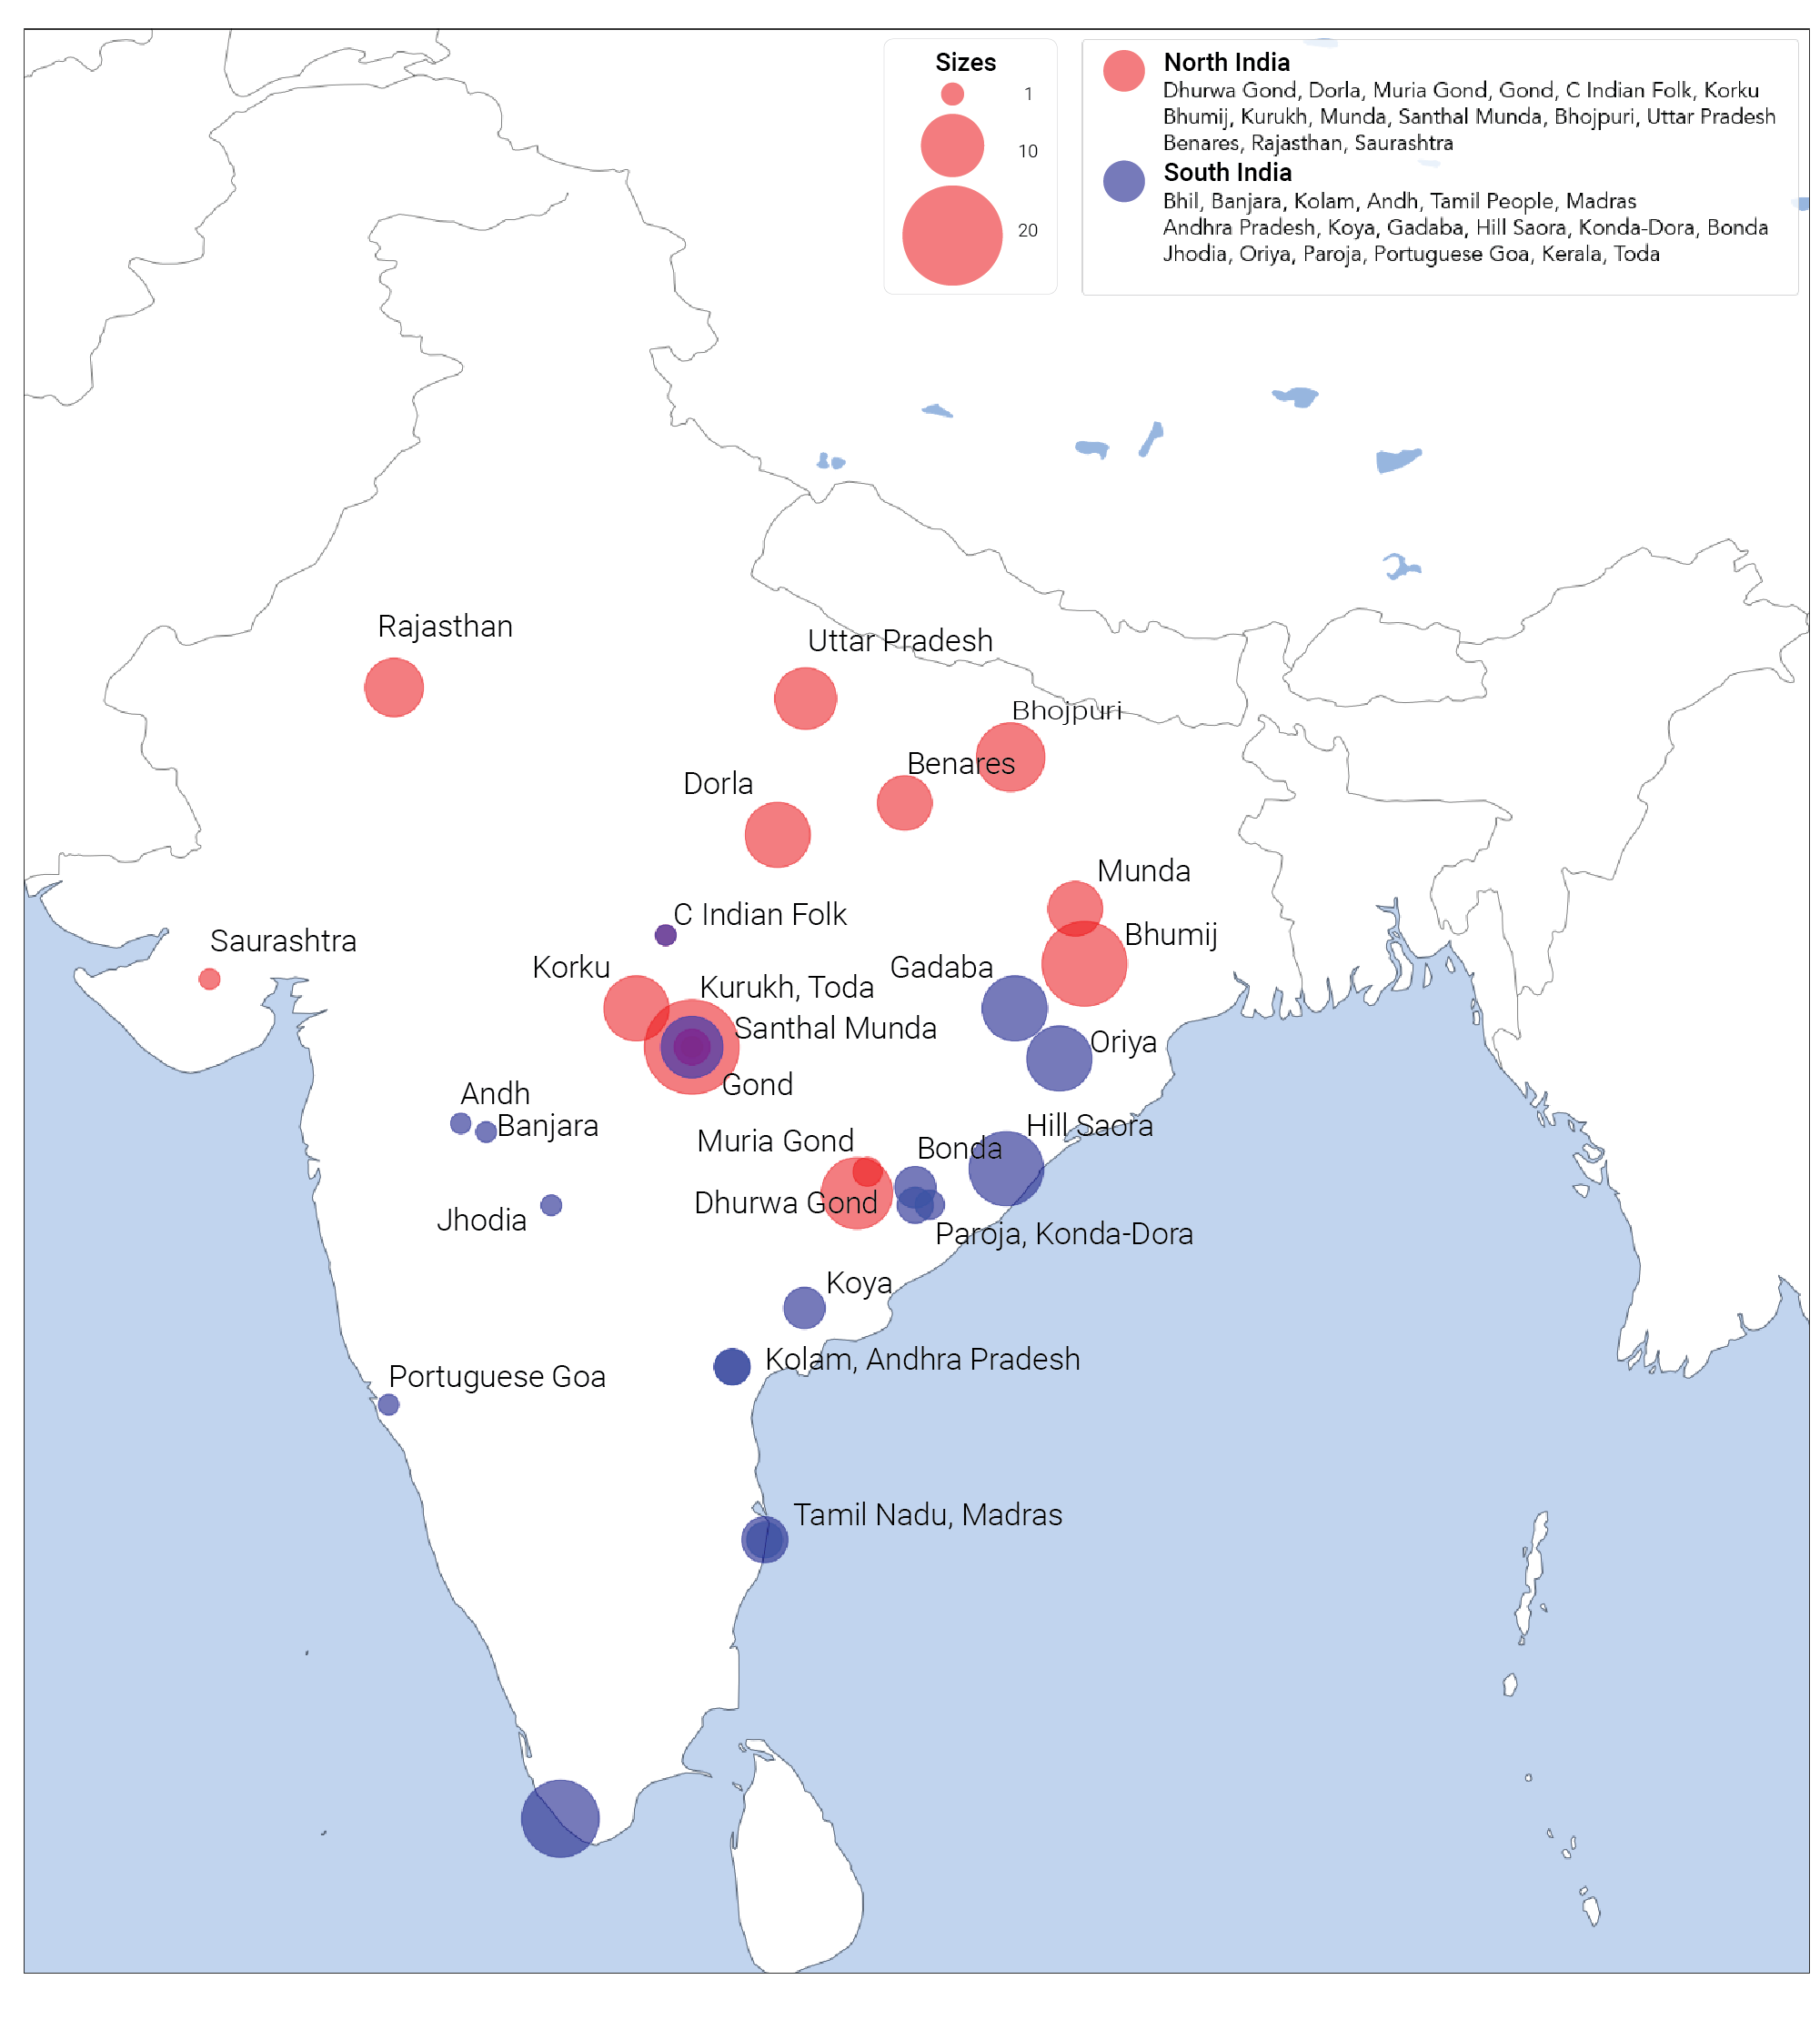 Sizes
1
10
20
North India
Dhurwa Gond, Dorla, Muria Gond, Gond, C Indian Folk, Korku
Bhumij, Kurukh, Munda, Santhal Munda, Bhojpuri, Uttar Pradesh
Benares, Rajasthan, Saurashtra
South India
Bhil, Banjara, Kolam, Andh, Tamil People, Madras
Andhra Pradesh, Koya, Gadaba, Hill Saora, Konda-Dora, Bonda
Jhodia, Oriya, Paroja, Portuguese Goa, Kerala, Toda
Rajasthan
Uttar Pradesh
Bhojpuri
Benares
Dorla
Munda
C Indian Folk
Bhumij
Saurashtra
Korku
Gadaba
Kurukh, Toda
Santhal Munda
Oriya
Gond
Andh
Banjara
Hill Saora
Muria Gond
Bonda
Dhurwa Gond
Jhodia
Paroja, Konda-Dora
Koya
Kolam, Andhra Pradesh
Portuguese Goa
Tamil Nadu, Madras